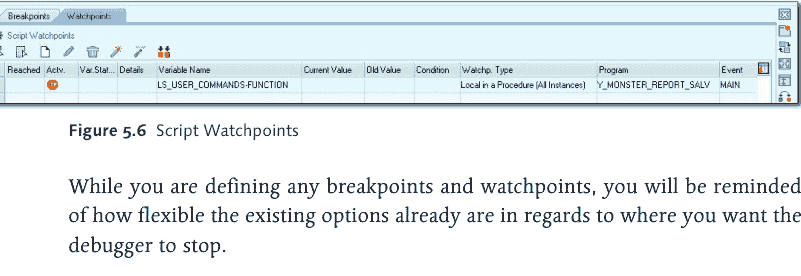 Breakpoints Watchpoints
Script Watchpoints
Reached Actv. Var.Stat... Details Variable Name Current Value Old Value Condition Watchp. Type Program Event
LS_USER_COMMANDS-FUNCTION Local in a Procedure (All Instances) Y_MONSTER_REPORT_SALV MAIN
Figure 5.6 Script Watchpoints
While you are defining any breakpoints and watchpoints, you will be reminded
of how flexible the existing options already are in regards to where you want the
debugger to stop.